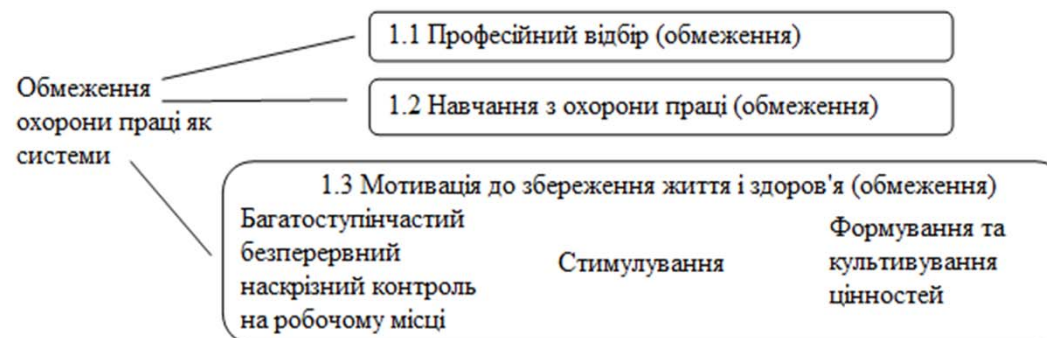 1.1 Професійний відбір (обмеження)
Обмеження
охорони праці як
системи
1.2 Навчання з охорони праці (обмеження)
1.3 Мотивація до збереження життя і здоров'я (обмеження)
Багатоступінчастий
безперервний
наскрізний контроль
на робочому місці
Стимулування
Формування та
культивування
цінностей